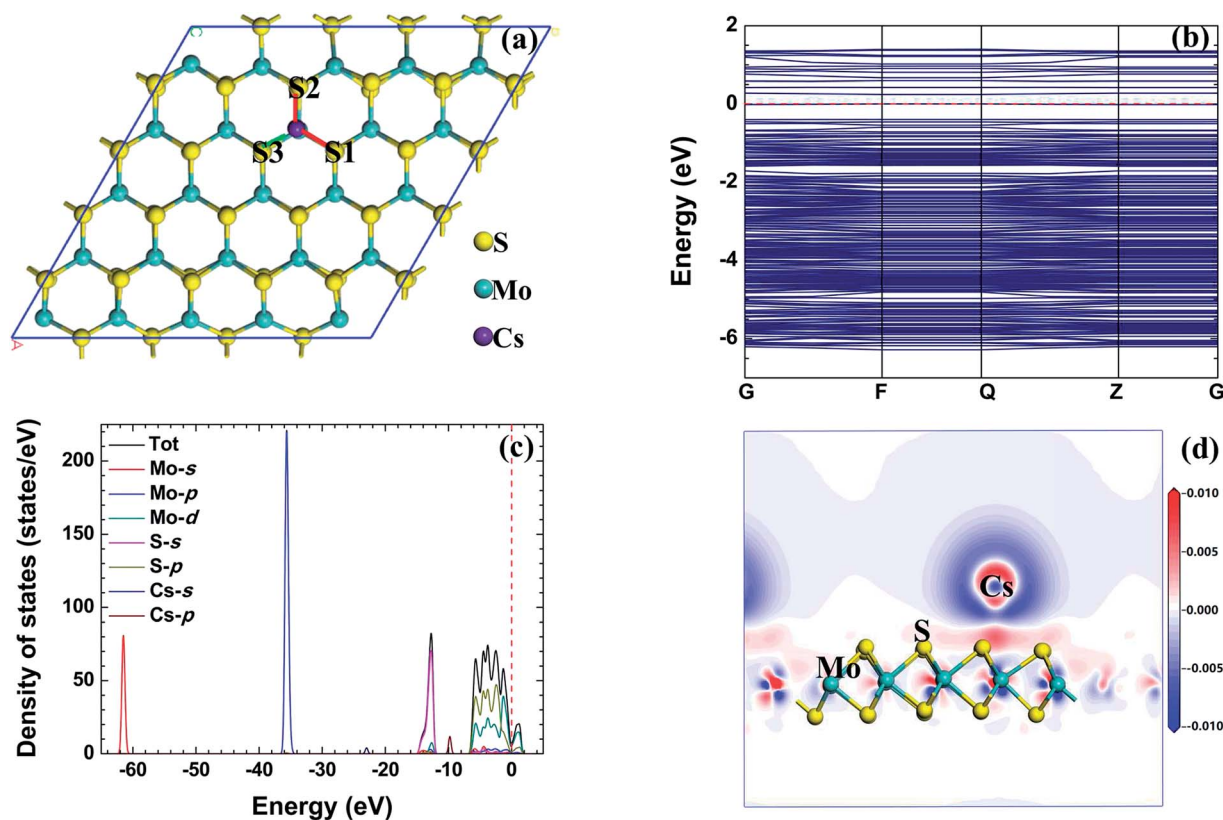 (a)
C
B
S2
S3 S1
S
Mo
Cs
A
(b)
2
0
-2
-4
-6
Energy (eV)
G F Q Z G
(c)
Tot
Mo-s
Mo-p
Mo-d
S-s
S-p
Cs-s
Cs-p
200
150
100
50
0
Density of states (states/eV)
-60 -50 -40 -30 -20 -10 0
Energy (eV)
(d)
Cs
S
Mo
0.010
0.005
0.000
-0.005
-0.010